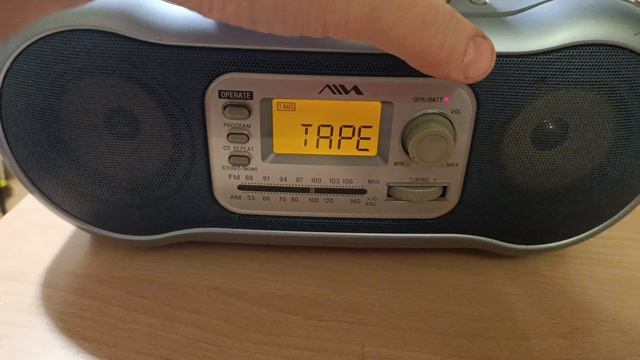 AIWA
OPERATE
T-BASS
OPR/BATT
VOL
PROGRAM
TAPE
CD REPEAT
STEREO/MONO
MIN
MAX
- TUNING +
FM 88 91 94 97 100 103 106 MHz
AM 53 60 70 80 100 120 160 x10 kHz